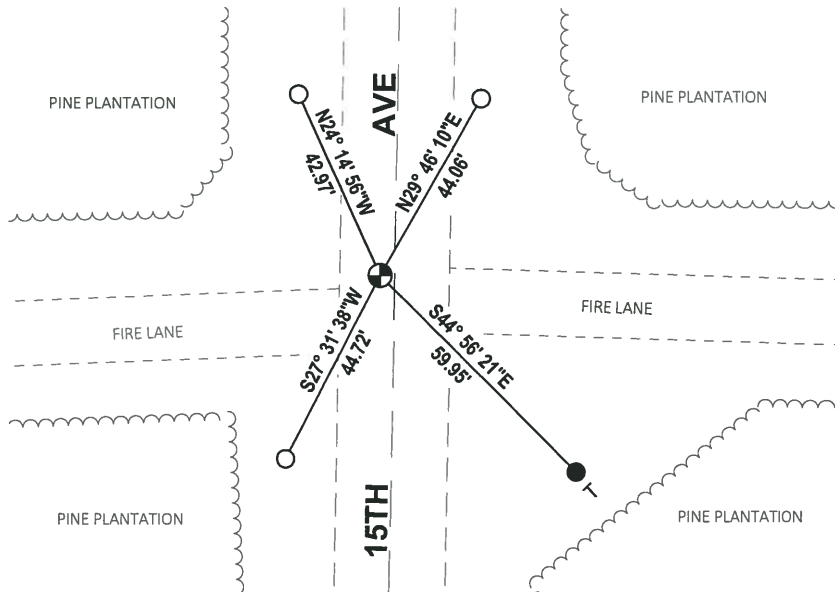 PINE PLANTATION
AVE
PINE PLANTATION
N24° 14' 56"W
42.97'
N29° 46' 10"E
44.06'
FIRE LANE
FIRE LANE
S27° 31' 38"W
44.72'
S44° 56' 21"E
59.95'
T
15TH
PINE PLANTATION
PINE PLANTATION